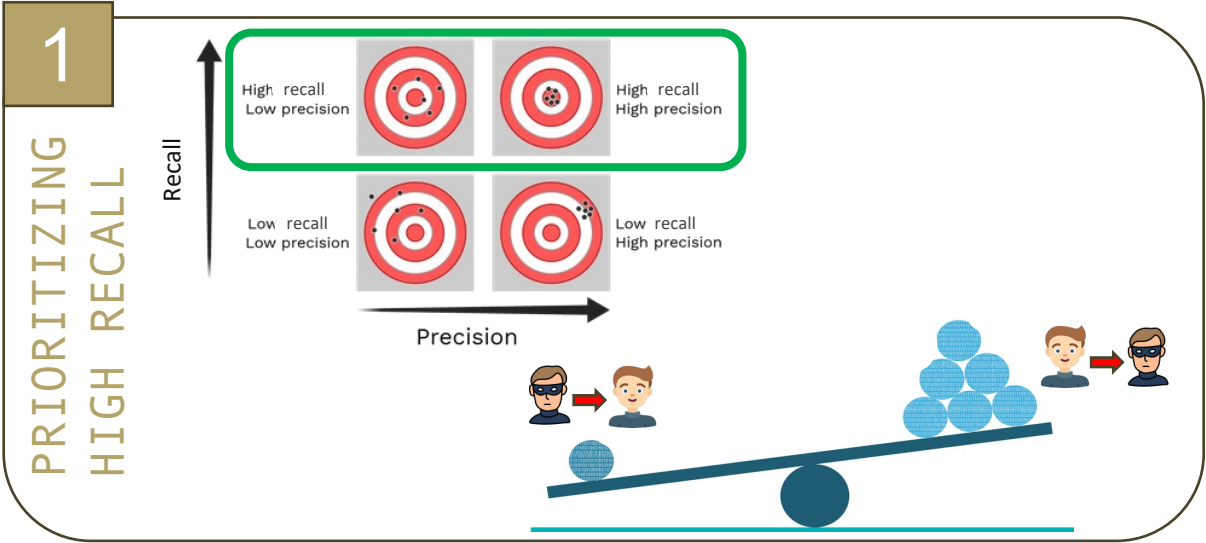 1
PRIORITIZING
HIGH RECALL
Recall
High recall
Low precision
High recall
High precision
Low recall
Low precision
Low recall
High precision
Precision